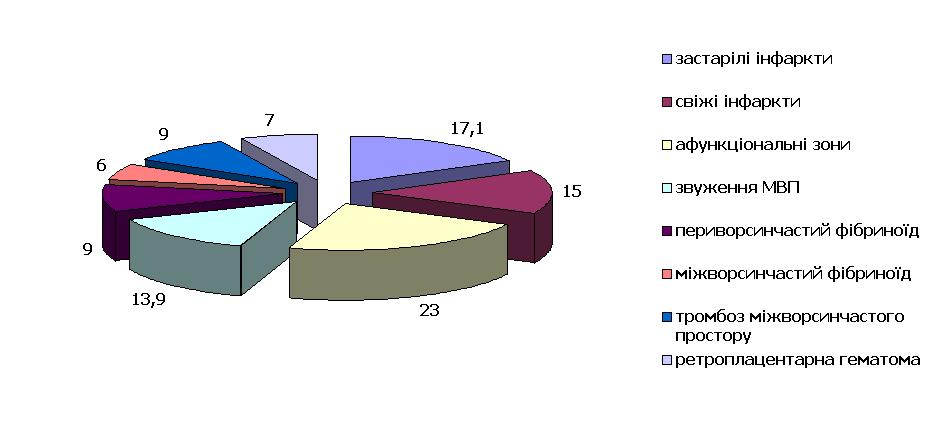 17,1
15
23
13,9
9
6
9
7
застарілі інфаркти
свіжі інфаркти
афункціональні зони
звуження МВП
периворсинчастий фібриноїд
міжворсинчастий фібриноїд
тромбоз міжворсинчастого
простору
ретроплацентарна гематома